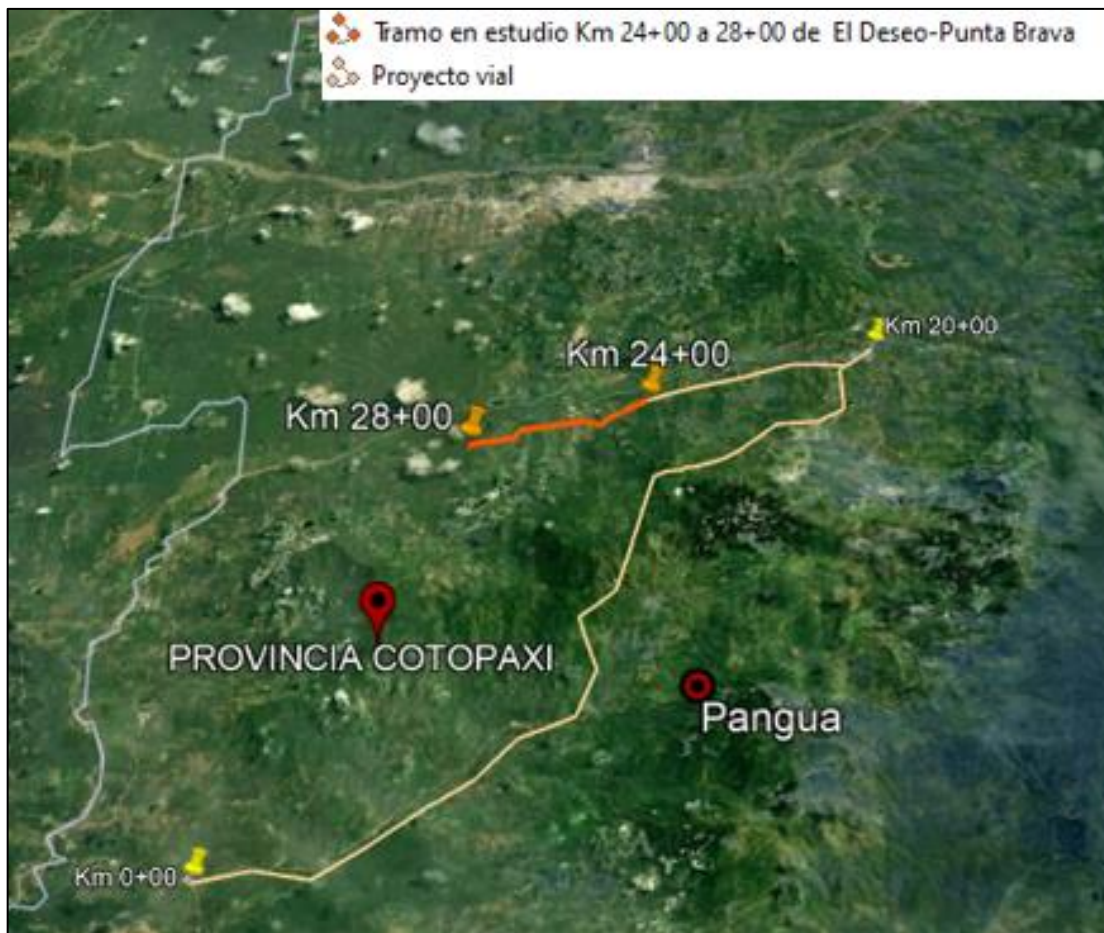 Tramo en estudio Km 24+00 a 28+00 de El Deseo-Punta Brava
Proyecto vial
Km 20+00
Km 24+00
Km 28+00
PROVINCIA COTOPAXI
Pangua
Km 0+00